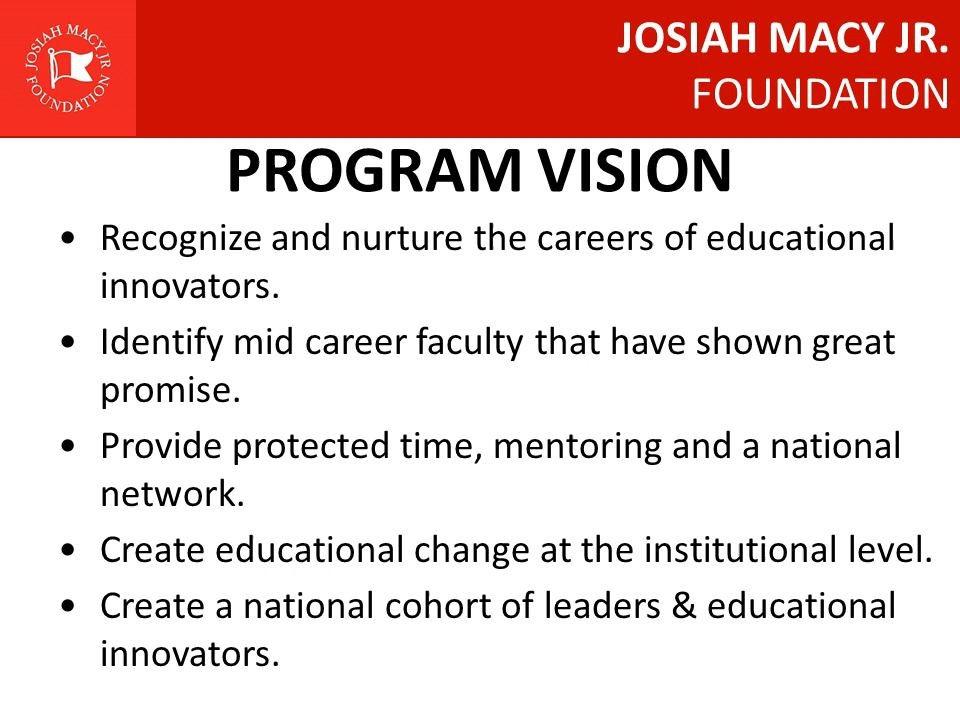 JOSIAH MACY JR
FOUNDATION
JOSIAH MACY JR.
FOUNDATION
PROGRAM VISION
• Recognize and nurture the careers of educational
innovators.
• Identify mid career faculty that have shown great
promise.
• Provide protected time, mentoring and a national
network.
• Create educational change at the institutional level.
• Create a national cohort of leaders & educational
innovators.